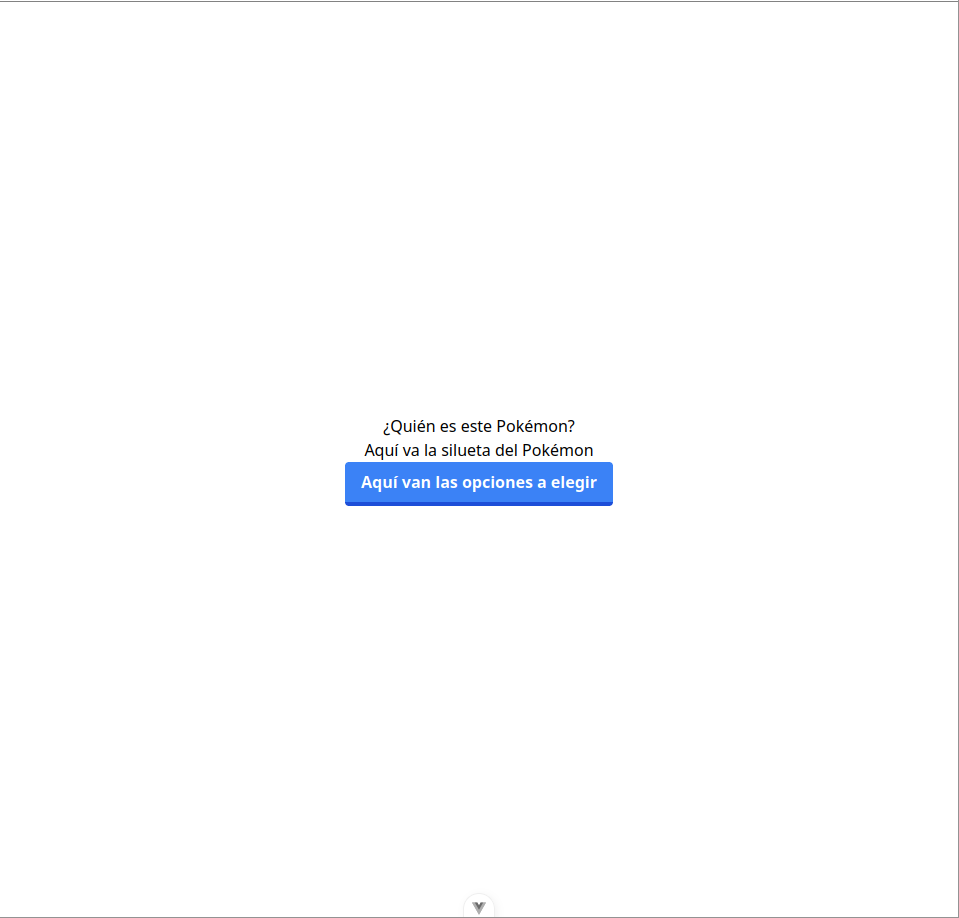 ¿Quién es este Pokémon?
Aquí va la silueta del Pokémon
Aquí van las opciones a elegir